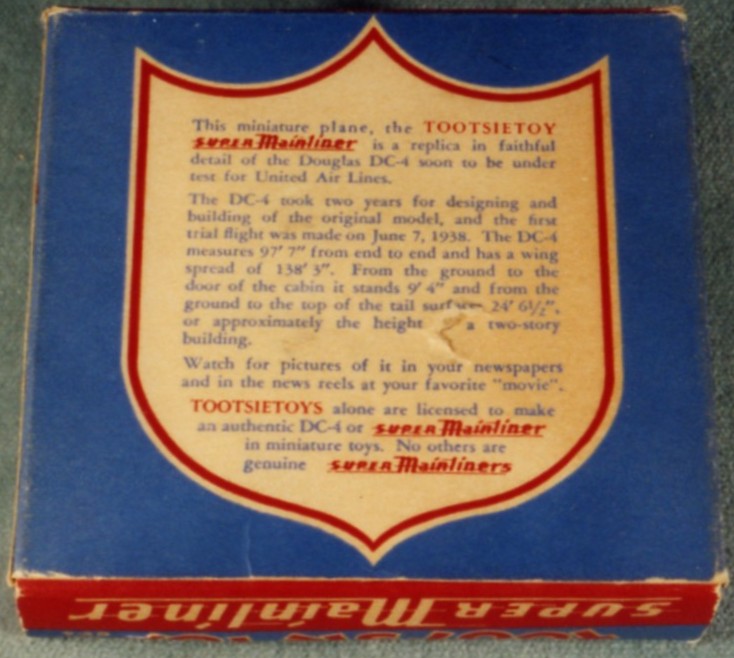 This miniature plane, the TOOTSIETOY
SUPER Mainliner is a replica in faithful
detail of the Douglas DC-4 soon to be under
test for United Air Lines.
The DC-4 took two years for designing and
building of the original model, and the first
trial flight was made on June 7, 1938. The DC-4
measures 97' 7" from end to end and has a wing
spread of 138' 3". From the ground to the
door of the cabin it stands 9' 4" and from the
ground to the top of the tail 24' 6½",
or approximately the height a two-story
building.
Watch for pictures of it in your newspapers
and in the news reels at your favorite "movie".
TOOTSIETOYS alone are licensed to make
an authentic DC-4 or SUPER Mainliner
in miniature toys. No others are
genuine SUPER Mainliners
SUPER Mainliner